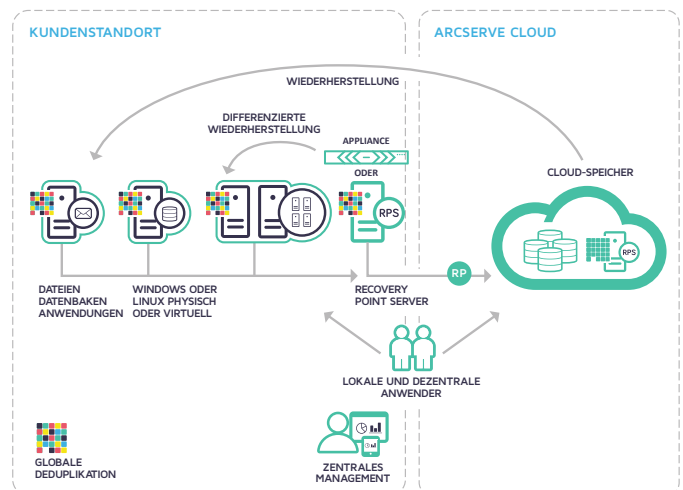 KUNDENSTANDORT
ARCSERVE CLOUD
WIEDERHERSTELLUNG
DIFFERENZIERTE
WIEDERHERSTELLUNG
APPLIANCE
ODER
CLOUD-SPEICHER
RPS
RPS
RP
DATEIEN
DATENBAKEN
ANWENDUNGEN
WINDOWS ODER
LINUX PHYSISCH
ODER VIRTUELL
RECOVERY
POINT SERVER
LOKALE UND DEZENTRALE
ANWENDER
GLOBALE
DEDUPLIKATION
ZENTRALES
MANAGEMENT